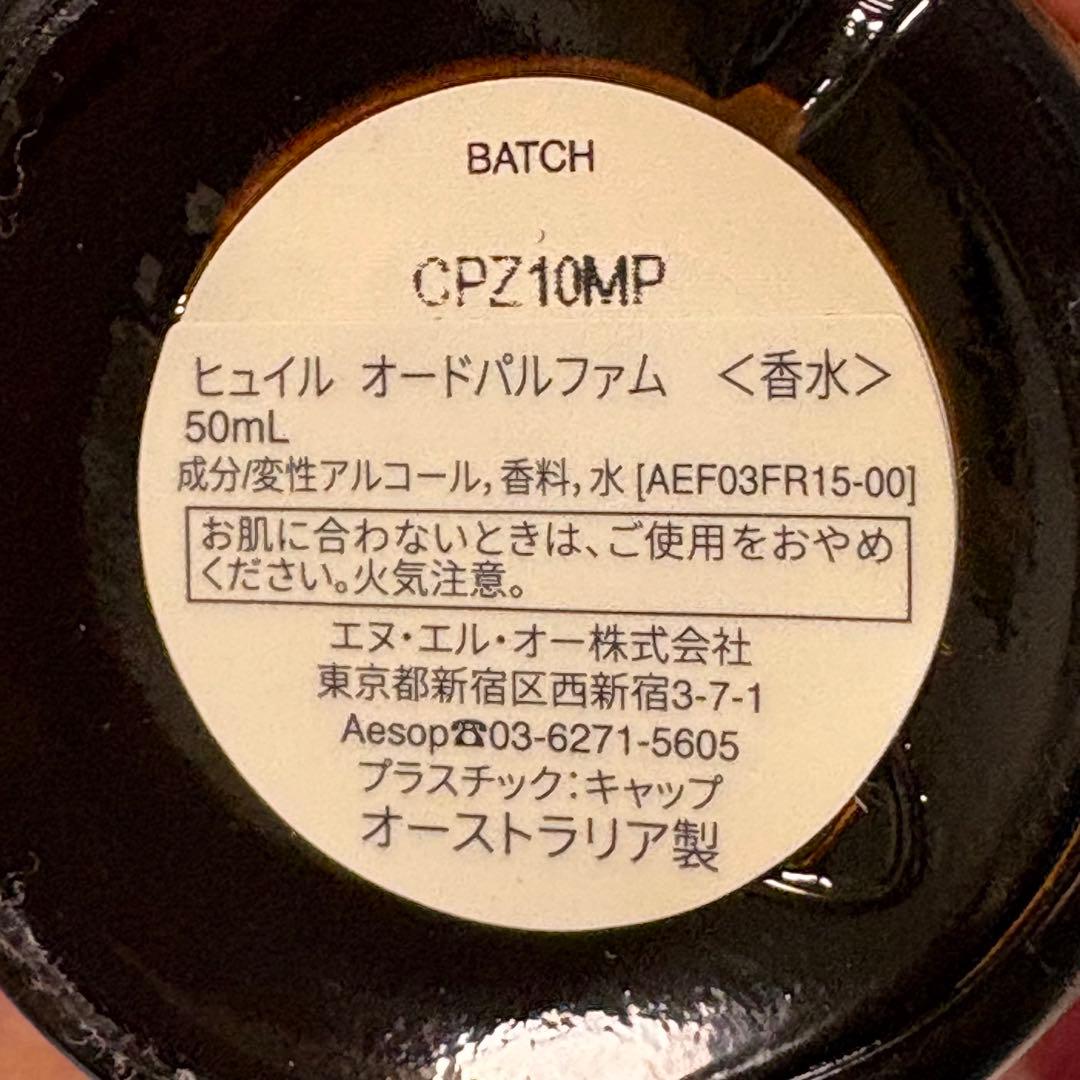 BATCH
CPZ10MP
ヒュイル オードパルファム <香水>
50mL
成分/変性アルコール,香料,水 [AEF03FR15-00]
お肌に合わないときは、ご使用をおやめ
ください。火気注意。
エヌ・エル・オー株式会社
東京都新宿区西新宿3-7-1
Aesop☎03-6271-5605
プラスチック:キャップ
オーストラリア製